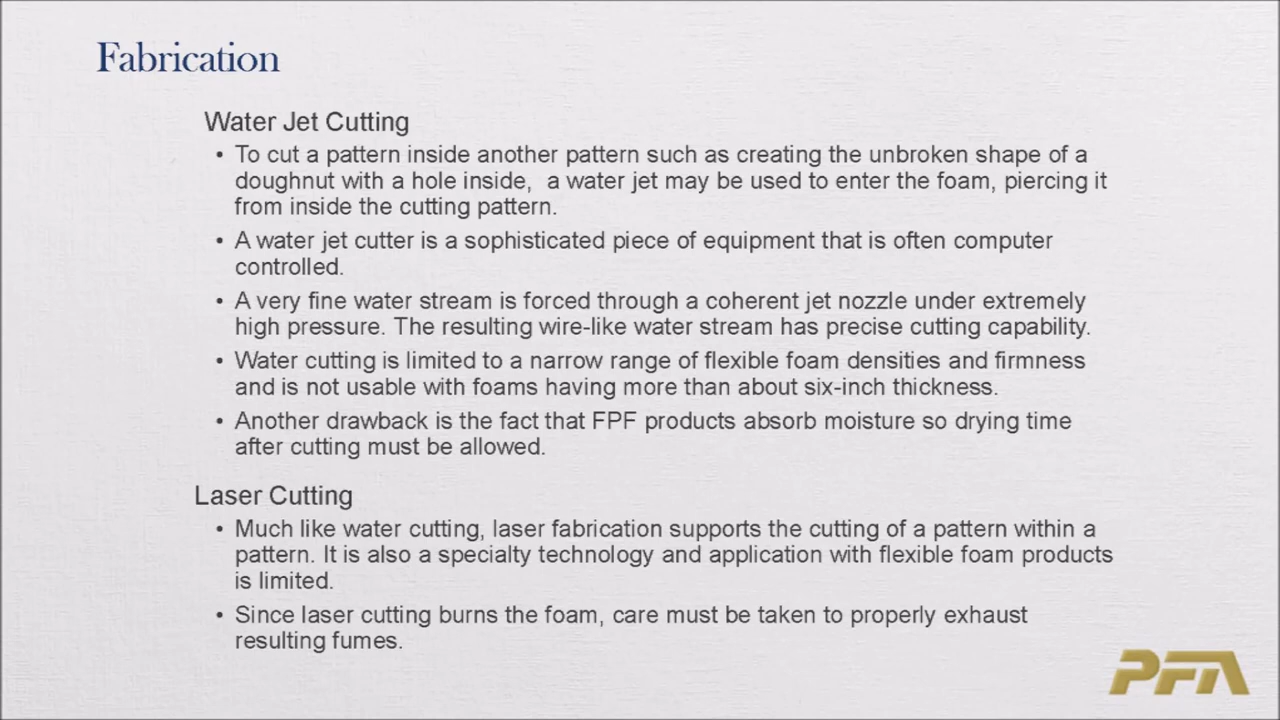 Fabrication
Water Jet Cutting
• To cut a pattern inside another pattern such as creating the unbroken shape of a
doughnut with a hole inside,  a water jet may be used to enter the foam, piercing it
from inside the cutting pattern.
• A water jet cutter is a sophisticated piece of equipment that is often computer
controlled.
• A very fine water stream is forced through a coherent jet nozzle under extremely
high pressure. The resulting wire-like water stream has precise cutting capability.
• Water cutting is limited to a narrow range of flexible foam densities and firmness
and is not usable with foams having more than about six-inch thickness.
• Another drawback is the fact that FPF products absorb moisture so drying time
after cutting must be allowed.
Laser Cutting
• Much like water cutting, laser fabrication supports the cutting of a pattern within a
pattern. It is also a specialty technology and application with flexible foam products
is limited.
• Since laser cutting burns the foam, care must be taken to properly exhaust
resulting fumes.
PFA